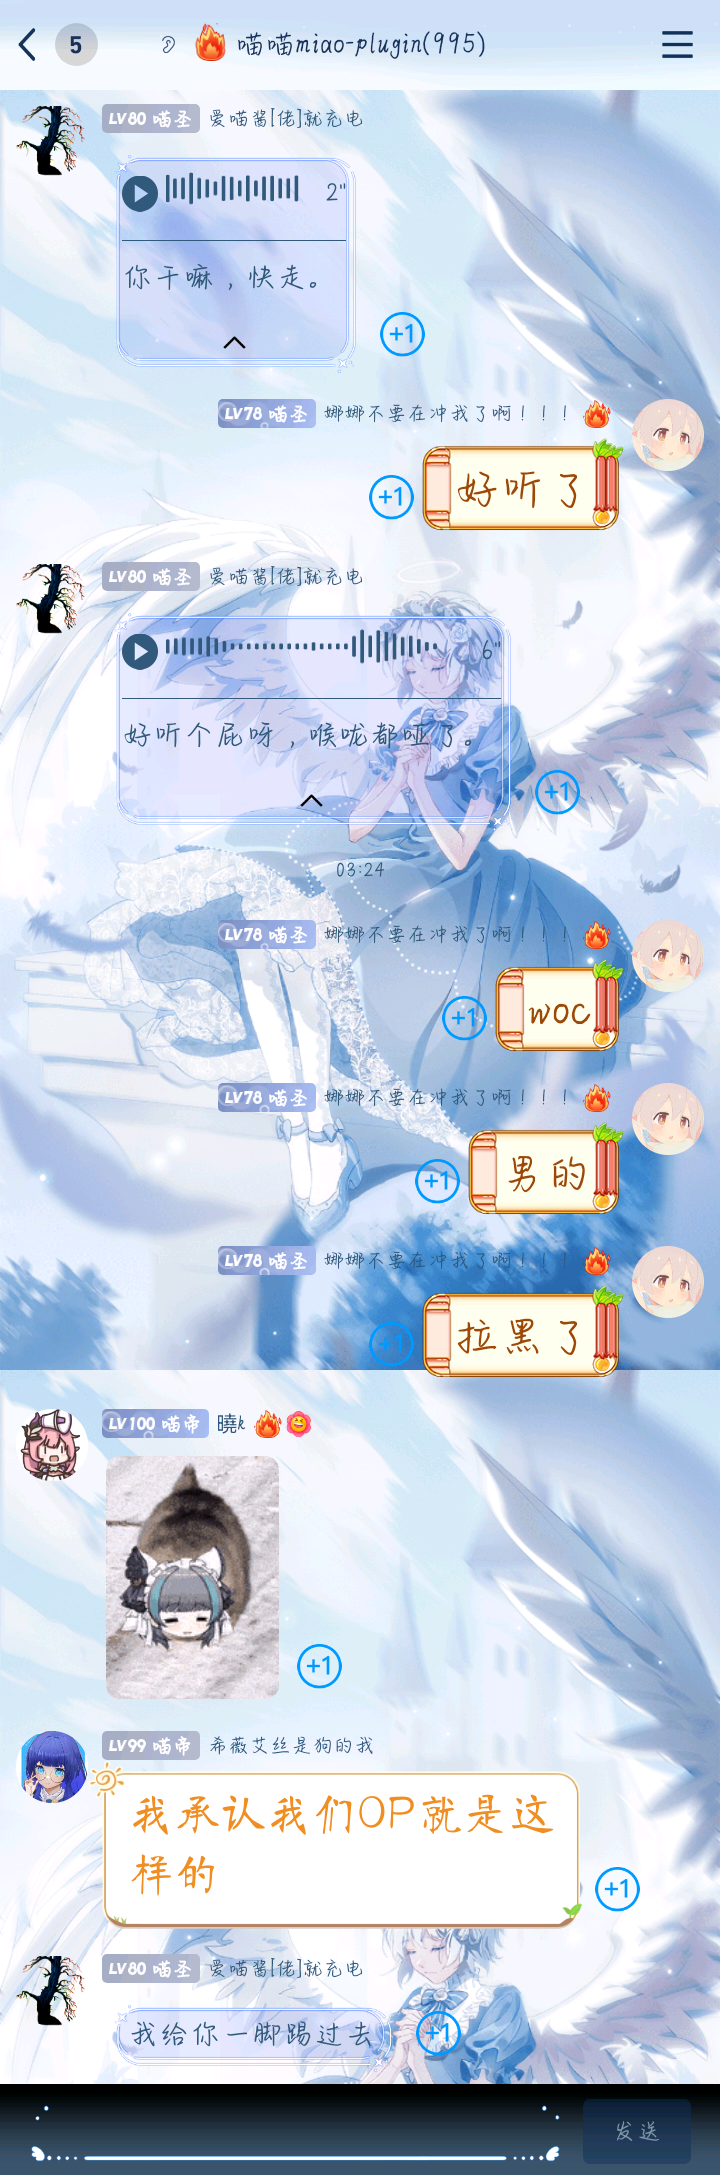 5
喵喵miao-plugin(995)
LV80 喵圣 爱喵酱[佬]就充电
2"
你干嘛，快走。
+1
LV78 喵圣 娜娜不要在冲我了啊！！！
+1
好听了
LV80 喵圣 爱喵酱[佬]就充电
6"
好听个屁呀，喉咙都哑了。
+1
03:24
LV78 喵圣 娜娜不要在冲我了啊！！！
+1
woc
LV78 喵圣 娜娜不要在冲我了啊！！！
+1
男的
LV78 喵圣 娜娜不要在冲我了啊！！！
+1
拉黑了
LV100 喵帝 曉k
+1
LV99 喵帝 希薇艾丝是狗的我
我承认我们OP就是这
样的
+1
LV80 喵圣 爱喵酱[佬]就充电
我给你一脚踢过去
+1
发送